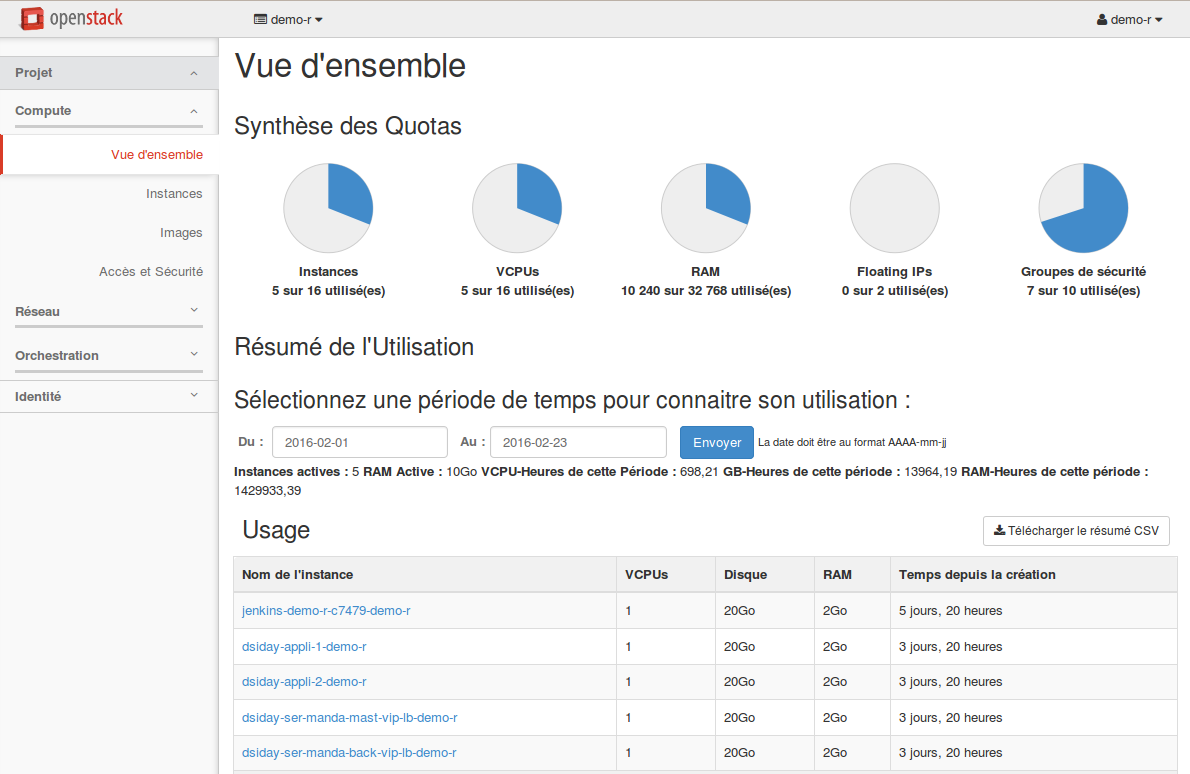 openstack
demo-r
demo-r
Projet
Compute
Vue d'ensemble
Instances
Images
Accès et Sécurité
Réseau
Orchestration
Identité
Vue d'ensemble
Synthèse des Quotas
Instances
5 sur 16 utilisé(es)
VCPUs
5 sur 16 utilisé(es)
RAM
10 240 sur 32 768 utilisé(es)
Floating IPs
0 sur 2 utilisé(es)
Groupes de sécurité
7 sur 10 utilisé(es)
Résumé de l'Utilisation
Sélectionnez une période de temps pour connaitre son utilisation :
Du : 2016-02-01 Au : 2016-02-23 Envoyer La date doit être au format AAAA-mm-jj
Instances actives : 5 RAM Active : 10Go VCPU-Heures de cette Période : 698,21 GB-Heures de cette période : 13964,19 RAM-Heures de cette période :
1429933,39
Usage
Télécharger le résumé CSV
Nom de l'instance VCPUs Disque RAM Temps depuis la création
jenkins-demo-r-c7479-demo-r 1 20Go 2Go 5 jours, 20 heures
dsiday-appli-1-demo-r 1 20Go 2Go 3 jours, 20 heures
dsiday-appli-2-demo-r 1 20Go 2Go 3 jours, 20 heures
dsiday-ser-manda-mast-vip-lb-demo-r 1 20Go 2Go 3 jours, 20 heures
dsiday-ser-manda-back-vip-lb-demo-r 1 20Go 2Go 3 jours, 20 heures